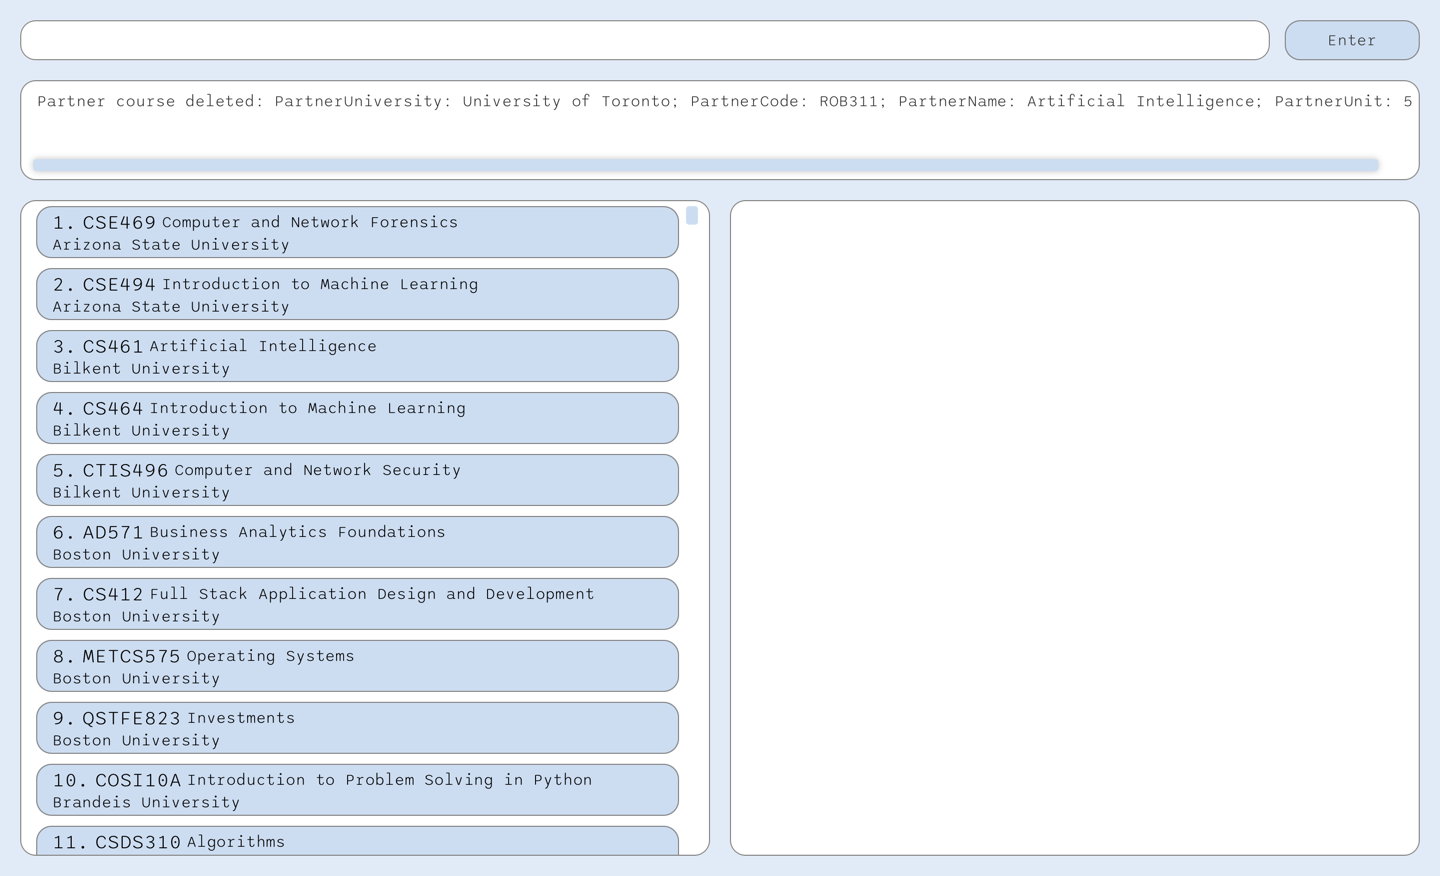 Enter
Partner course deleted: PartnerUniversity: University of Toronto; PartnerCode: ROB311; PartnerName: Artificial Intelligence; PartnerUnit: 5
1. CSE469 Computer and Network Forensics
Arizona State University
2. CSE494 Introduction to Machine Learning
Arizona State University
3. CS461 Artificial Intelligence
Bilkent University
4. CS464 Introduction to Machine Learning
Bilkent University
5. CTIS496 Computer and Network Security
Bilkent University
6. AD571 Business Analytics Foundations
Boston University
7. CS412 Full Stack Application Design and Development
Boston University
8. METCS575 Operating Systems
Boston University
9. QSTFE823 Investments
Boston University
10. COSI10A Introduction to Problem Solving in Python
Brandeis University
11. CSDS310 Algorithms